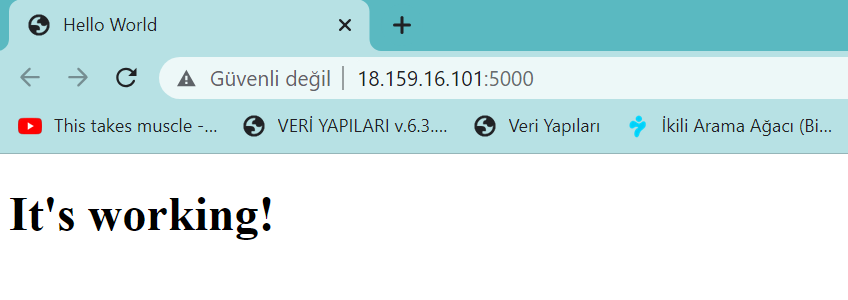 Hello World
Güvenli değil 18.159.16.101:5000
This takes muscle -... VERİ YAPILARI v.6.3.... Veri Yapıları İkili Arama Ağacı (Bi...
It's working!